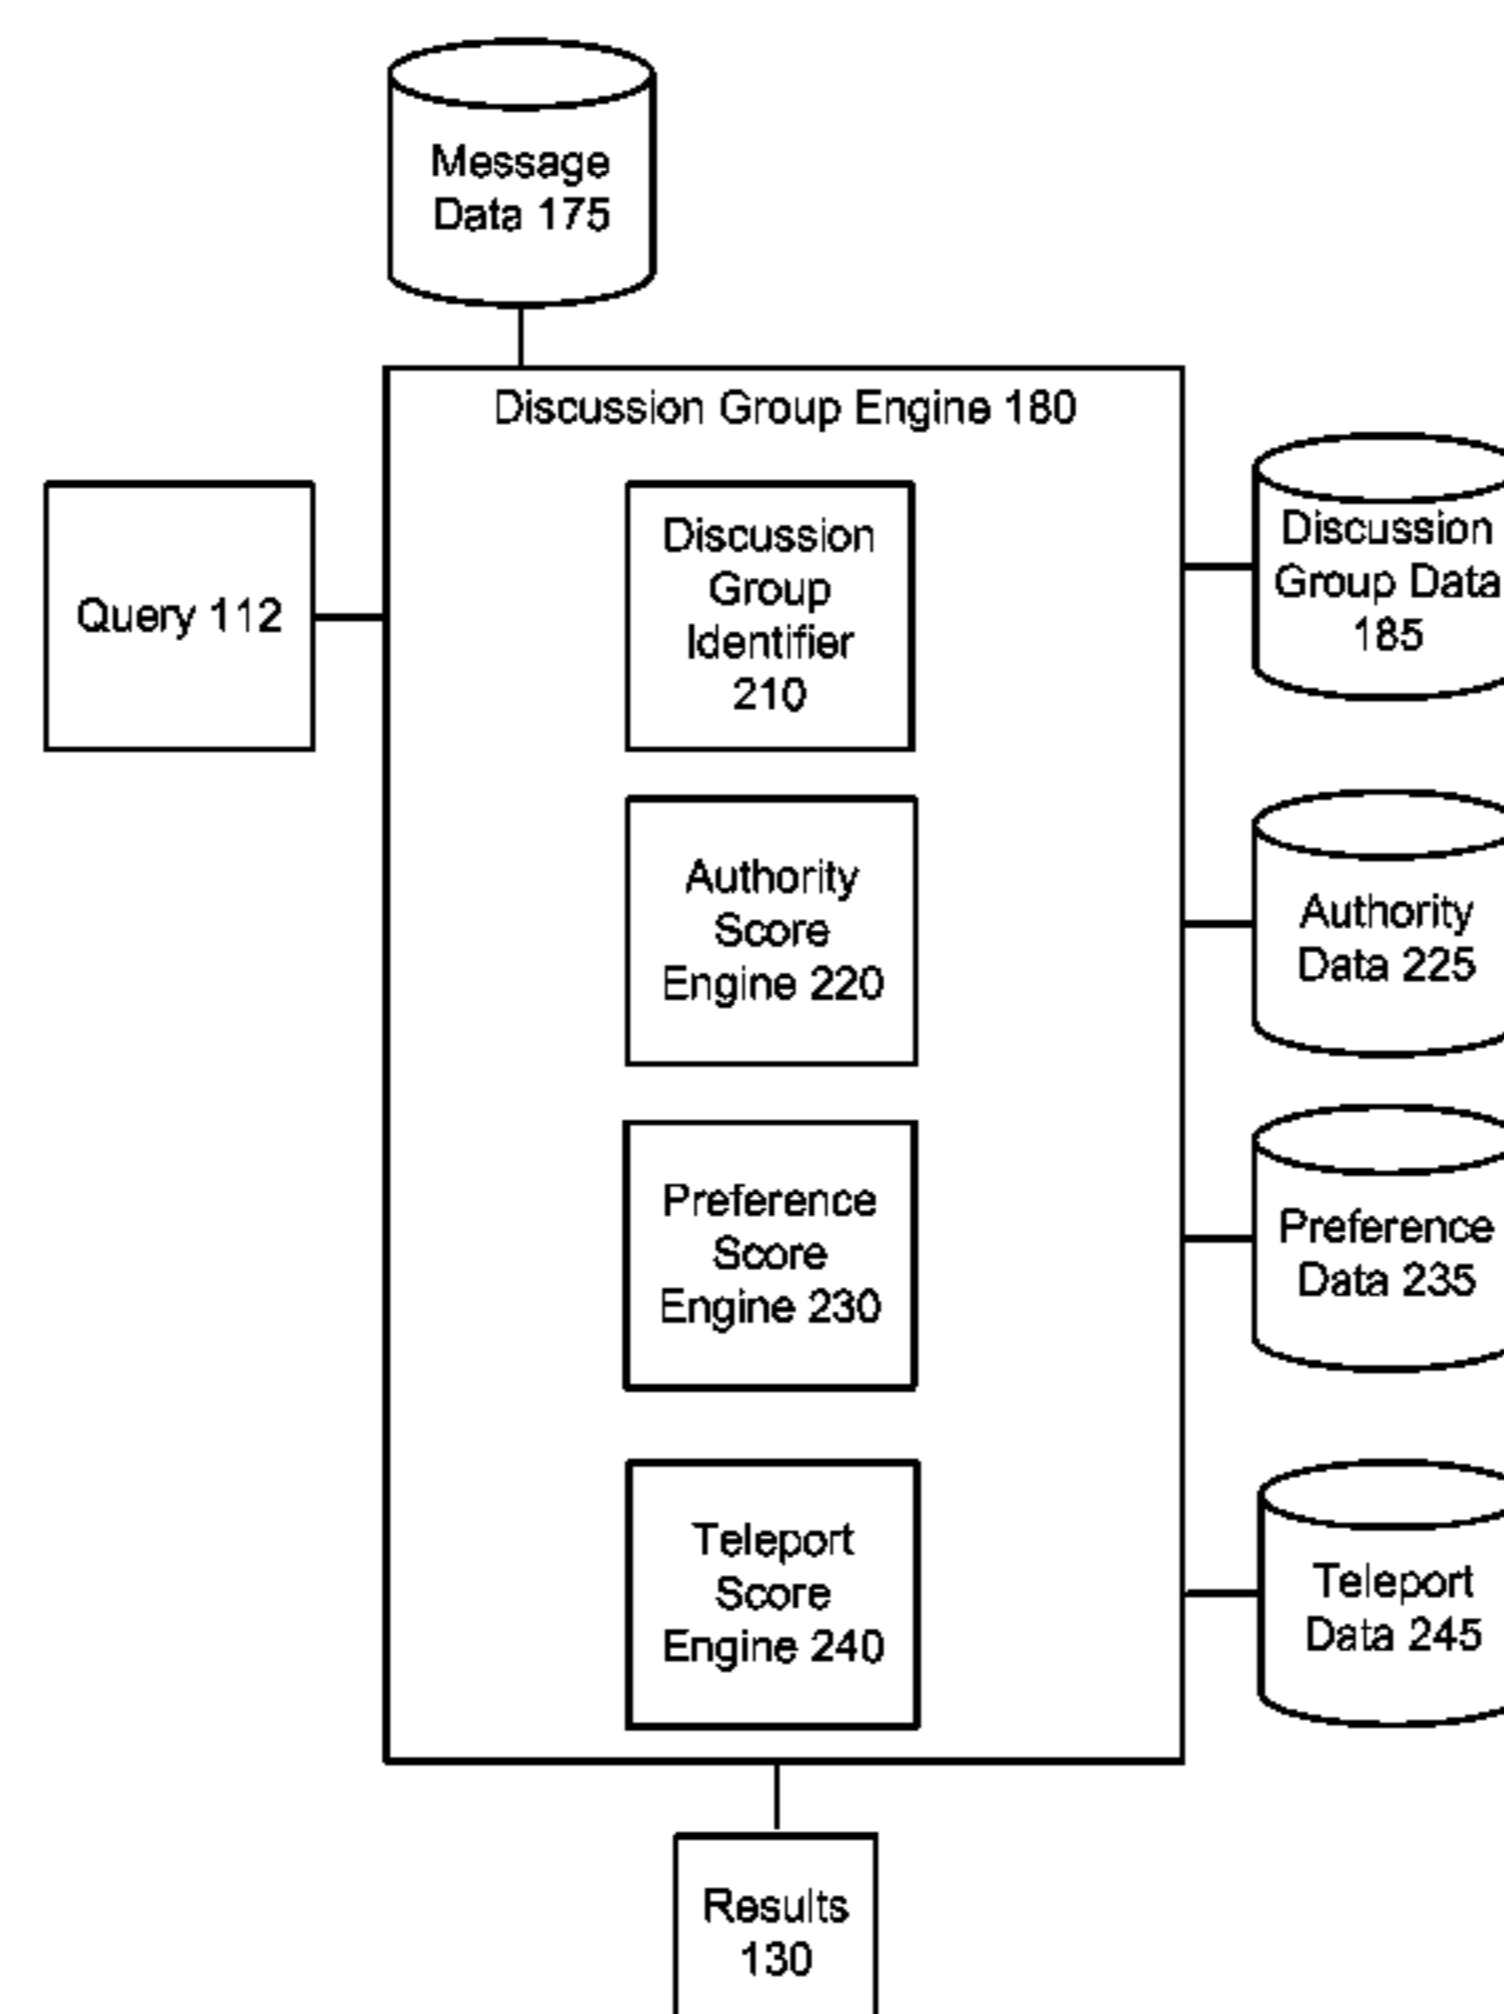 Message
Data 175
Discussion Group Engine 180
Query 112
Discussion
Group
Identifier
210
Discussion
Group Data
185
Authority
Score
Engine 220
Authority
Data 225
Preference
Score
Engine 230
Preference
Data 235
Teleport
Score
Engine 240
Teleport
Data 245
Results
130